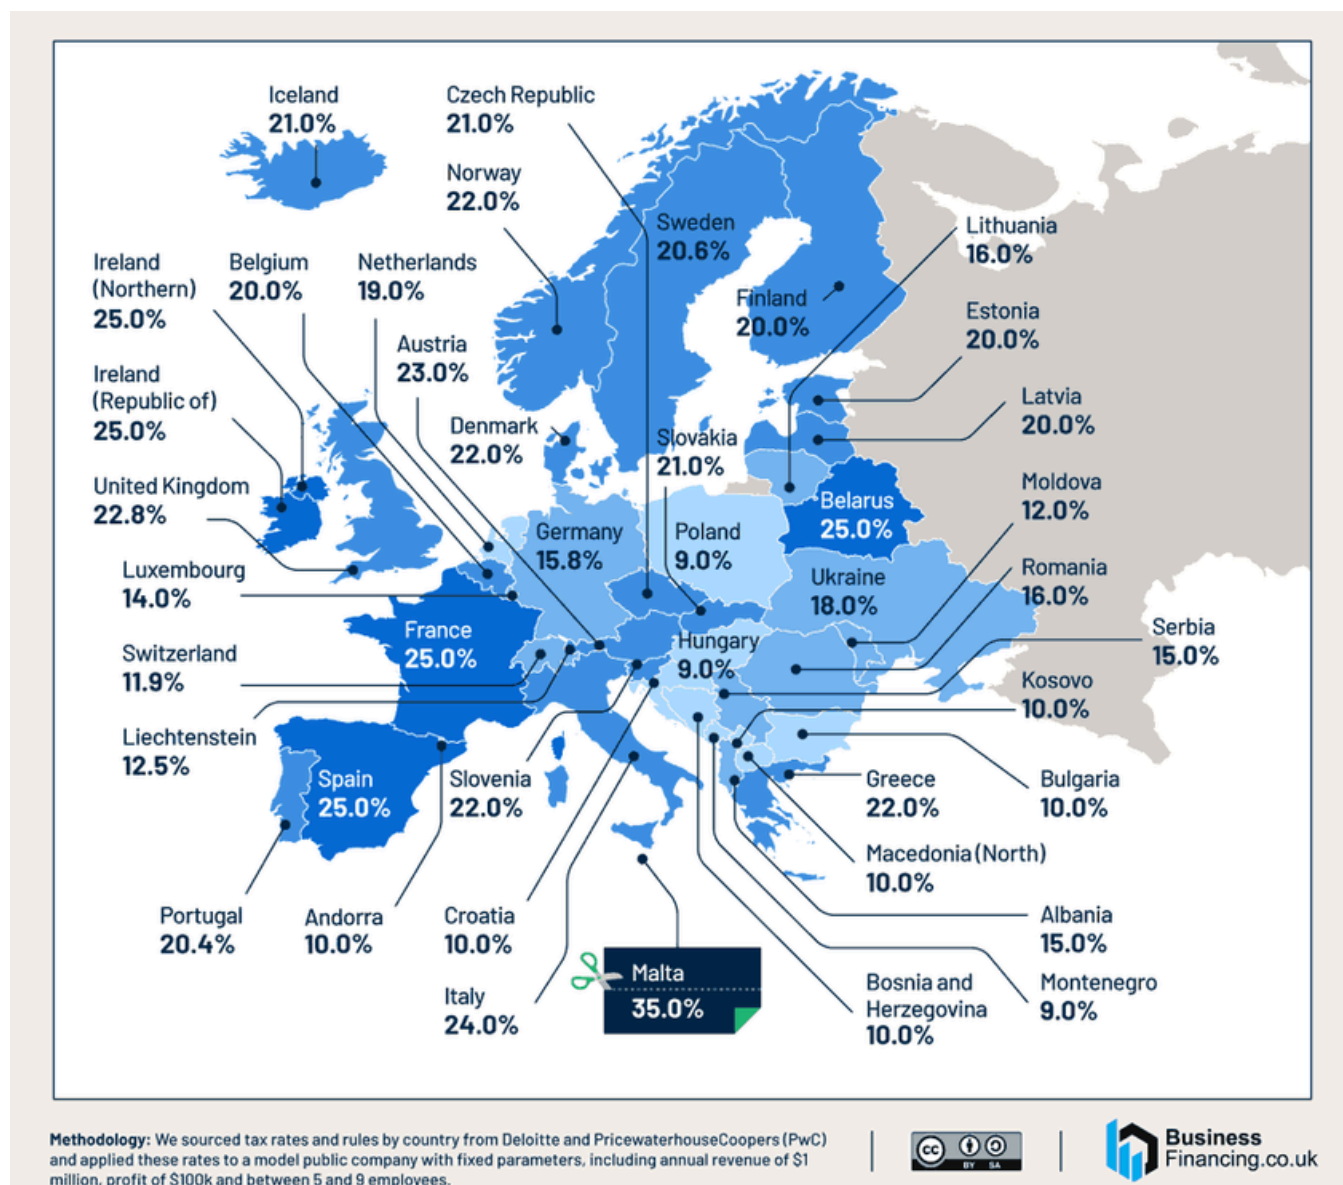 Iceland
21.0%
Czech Republic
21.0%
Norway
22.0%
Sweden
20.6%
Lithuania
16.0%
Ireland
(Northern)
25.0%
Belgium
20.0%
Netherlands
19.0%
Finland
20.0%
Estonia
20.0%
Austria
23.0%
Ireland
(Republic of)
25.0%
Latvia
20.0%
Denmark
22.0%
Slovakia
21.0%
United Kingdom
22.8%
Belarus
25.0%
Moldova
12.0%
Germany
15.8%
Poland
9.0%
Luxembourg
14.0%
Ukraine
18.0%
Romania
16.0%
France
25.0%
Hungary
9.0%
Serbia
15.0%
Switzerland
11.9%
Kosovo
10.0%
Liechtenstein
12.5%
Spain
25.0%
Slovenia
22.0%
Greece
22.0%
Bulgaria
10.0%
Macedonia (North)
10.0%
Portugal
20.4%
Andorra
10.0%
Croatia
10.0%
Albania
15.0%
Malta
35.0%
Italy
24.0%
Bosnia and
Herzegovina
10.0%
Montenegro
9.0%
Methodology: We sourced tax rates and rules by country from Deloitte and PricewaterhouseCoopers (PwC)
and applied these rates to a model public company with fixed parameters, including annual revenue of $1
million, profit of $100k and between 5 and 9 employees.
cc
BY SA
Business
Financing.co.uk